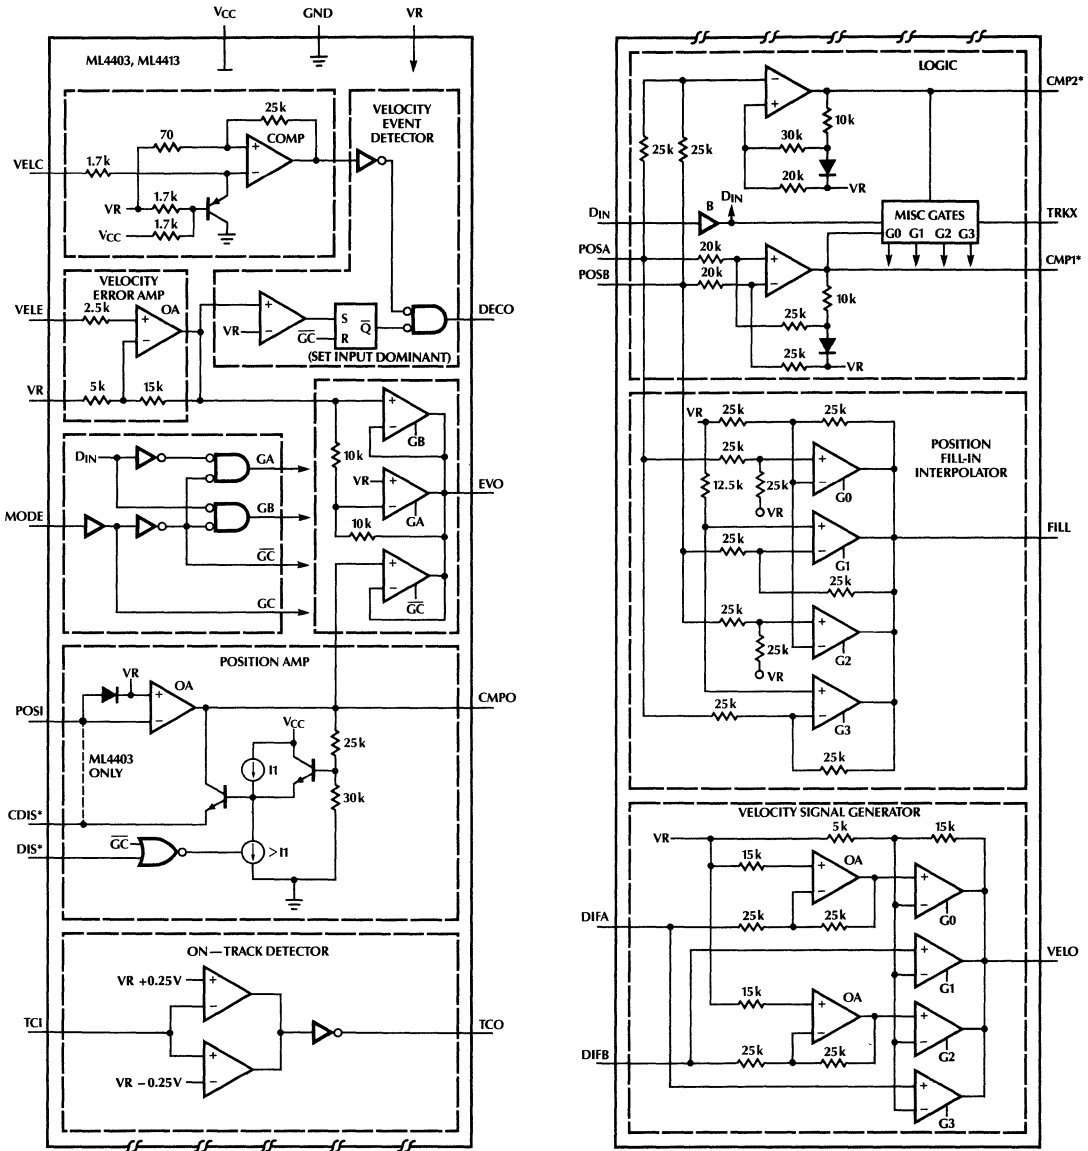 VCC
GND
VR
ML4403, ML4413
VELOCITY
EVENT
DETECTOR
25k
70
COMP
+
−
VELC
1.7k
VR
1.7k
1.7k
VCC
VELOCITY
ERROR AMP
VELE
2.5k
OA
+
−
+
VR
−
S
R
Q̅
G̅C̅
DECO
(SET INPUT DOMINANT)
VR
5k
15k
DIN
GA
GB
MODE
G̅C̅
GC
+
−
GB
10k
VR
+
−
GA
EVO
10k
+
−
G̅C̅
POSITION AMP
VR
OA
+
−
POSI
CMPO
VCC
ML4403
ONLY
I1
25k
30k
CDIS*
G̅C̅
DIS*
>I1
ON—TRACK DETECTOR
VR +0.25V
+
−
TCI
TCO
+
VR −0.25V
−
LOGIC
−
+
CMP2*
10k
25k
25k
30k
20k
VR
DIN
DIN
B
MISC GATES
G0 G1 G2 G3
TRKX
POSA
POSB
20k
20k
+
−
CMP1*
10k
25k
25k
VR
VR
25k
25k
POSITION
FILL-IN
INTERPOLATOR
25k
12.5k
25k
VR
+
−
G0
+
−
G1
25k
FILL
25k
25k
25k
VR
+
−
G2
25k
+
−
G3
25k
VELOCITY SIGNAL GENERATOR
VR
5k
15k
15k
OA
+
−
+
−
G0
DIFA
25k
25k
+
−
G1
VELO
15k
OA
+
−
+
−
G2
DIFB
25k
25k
+
−
G3